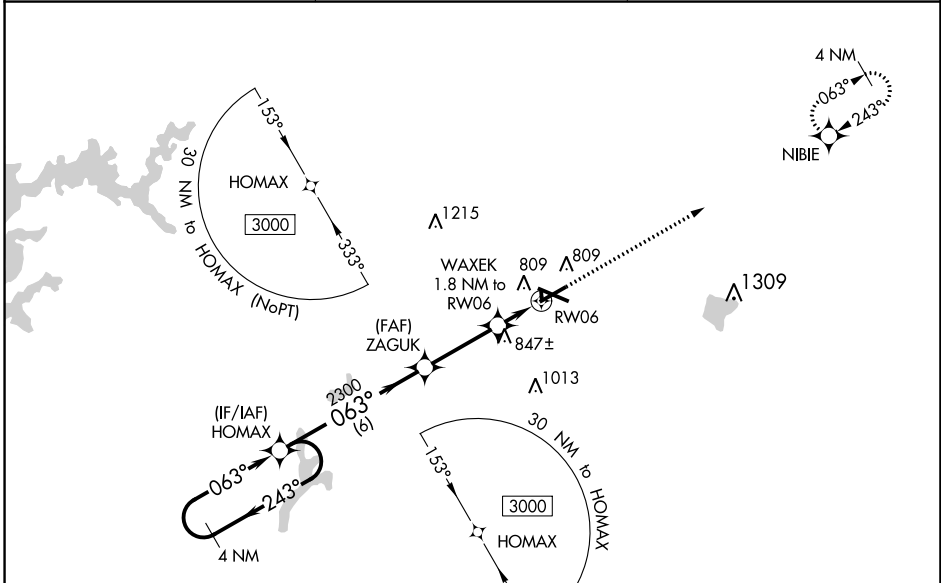 4 NM
063°
243°
NIBIE
153°
HOMAX
3000
333°
30 NM to HOMAX (NoPT)
1215
WAXEK
1.8 NM to
RW06
809
809
1309
RW06
(FAF)
ZAGUK
847±
1013
2300
063°
(6)
(IF/IAF)
HOMAX
063°
243°
4 NM
30 NM to HOMAX
153°
3000
HOMAX